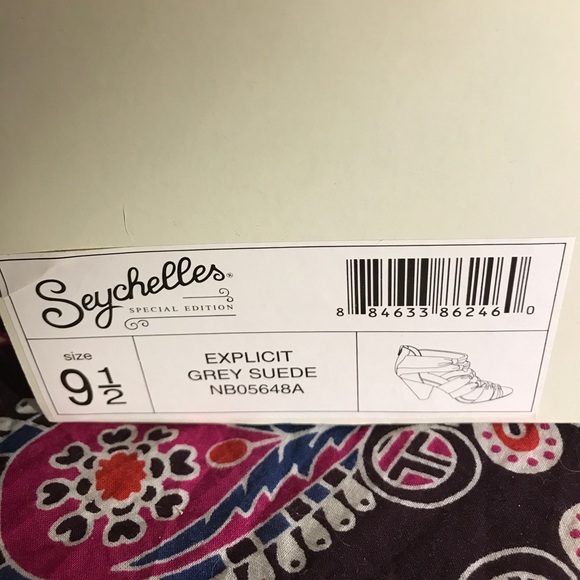 Seychelles®
SPECIAL EDITION
8 84633 86246 0
size
9 1/2
EXPLICIT
GREY SUEDE
NB05648A